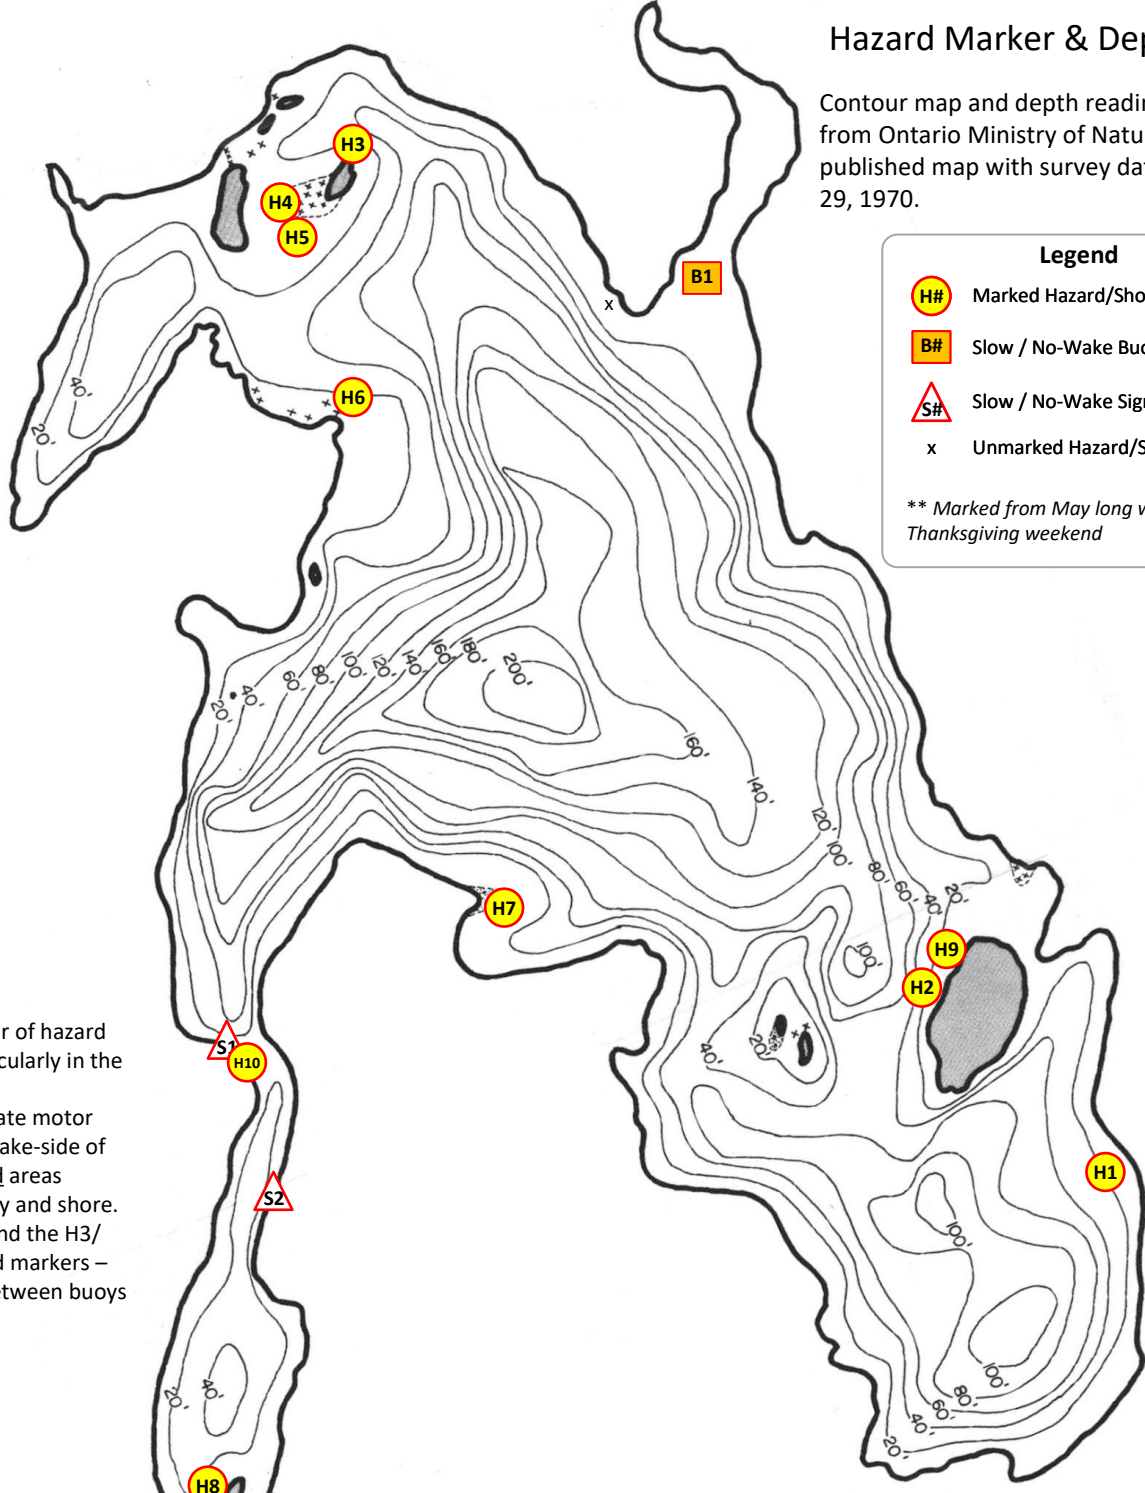 Hazard Marker & Dep
Contour map and depth readin
from Ontario Ministry of Natu
published map with survey dat
29, 1970.
Legend
H# Marked Hazard/Sho
B# Slow / No-Wake Buo
S# Slow / No-Wake Sign
x Unmarked Hazard/S
** Marked from May long w
Thanksgiving weekend
H3
H4
H5
B1
x
H6
40'
20'
20'
40'
60'
80'
100'
120'
140'
160'
180'
200'
160'
140'
120'
100'
80'
60'
40'
20'
H7
H9
H2
100'
40'
20'
S1
H10
S2
H1
100'
100'
80'
60'
40'
20'
20'
40'
H8
r of hazard
cularly in the
ate motor
ake-side of
d areas
y and shore.
nd the H3/
d markers –
etween buoys